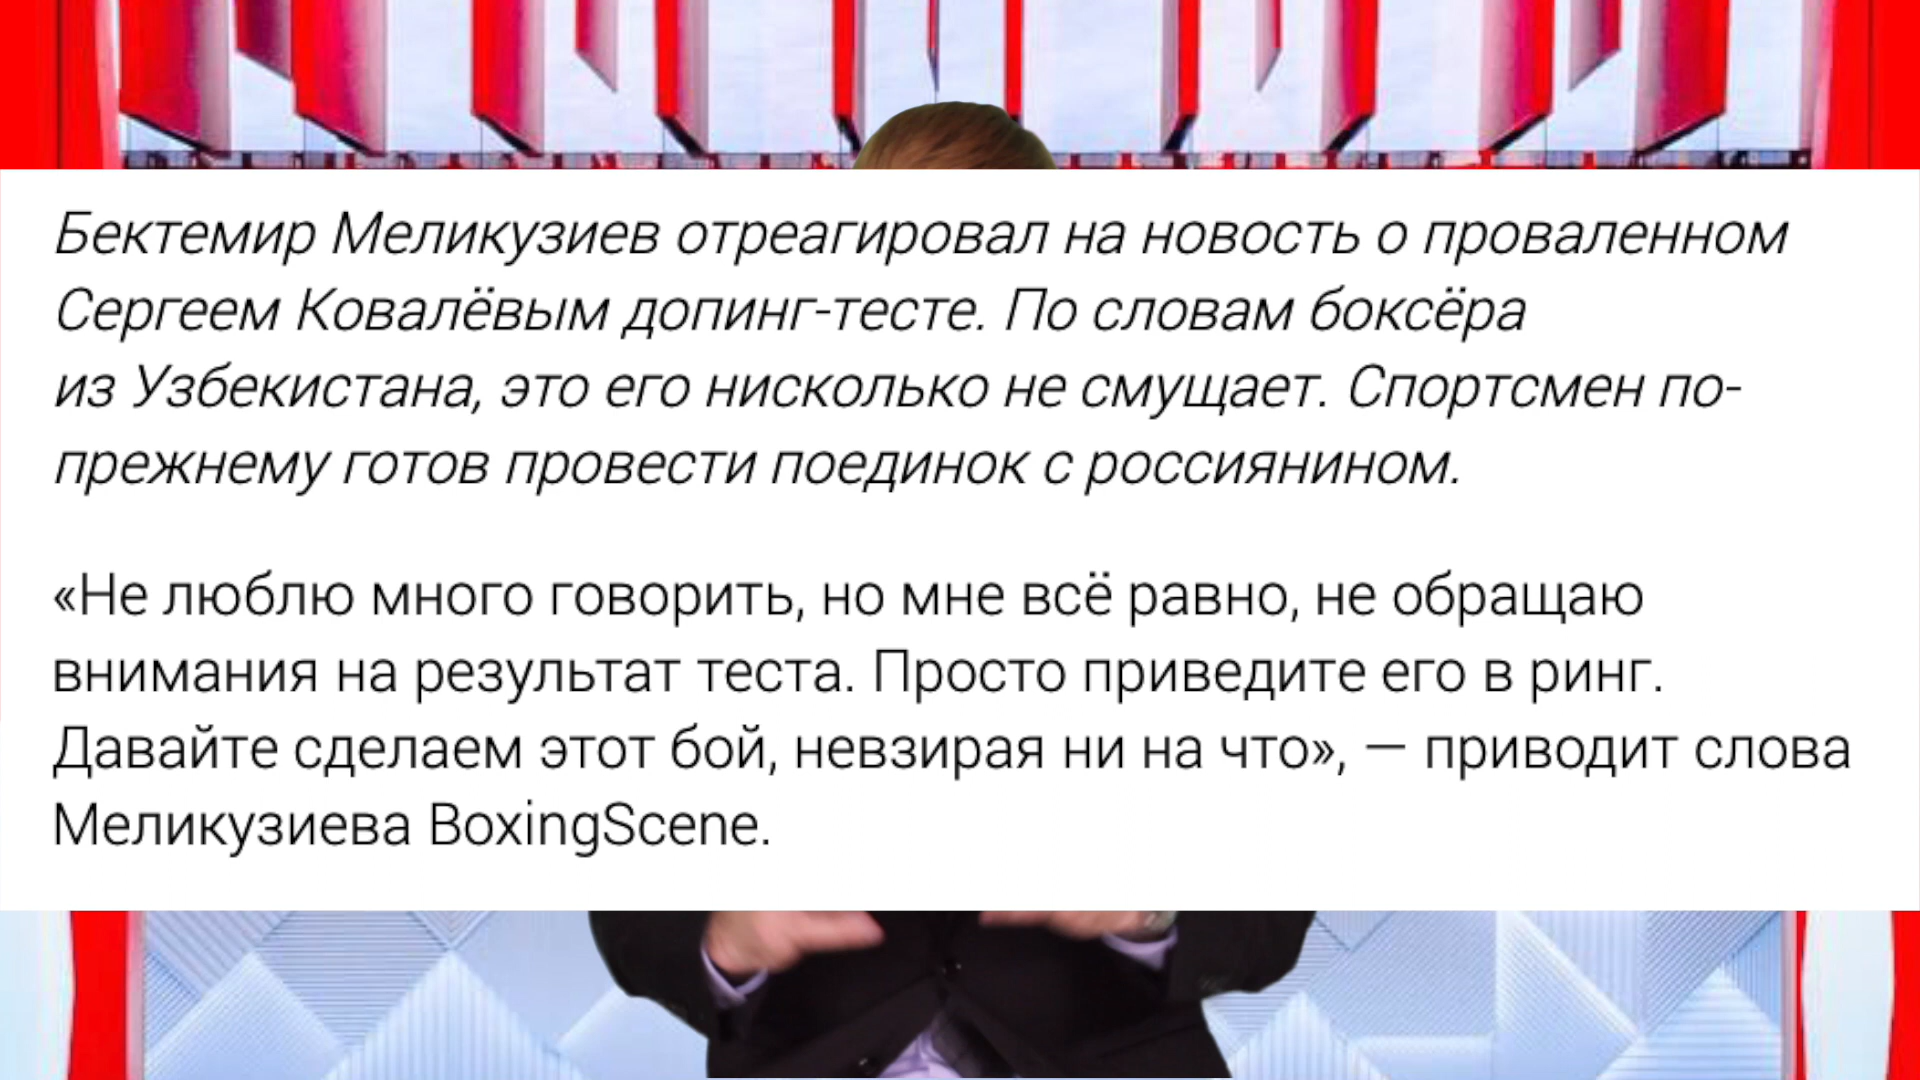 Бектемир Меликузиев отреагировал на новость о проваленном
Сергеем Ковалёвым допинг-тесте. По словам боксёра
из Узбекистана, это его нисколько не смущает. Спортсмен по-
прежнему готов провести поединок с россиянином.
«Не люблю много говорить, но мне всё равно, не обращаю
внимания на результат теста. Просто приведите его в ринг.
Давайте сделаем этот бой, невзирая ни на что», — приводит слова
Меликузиева BoxingScene.